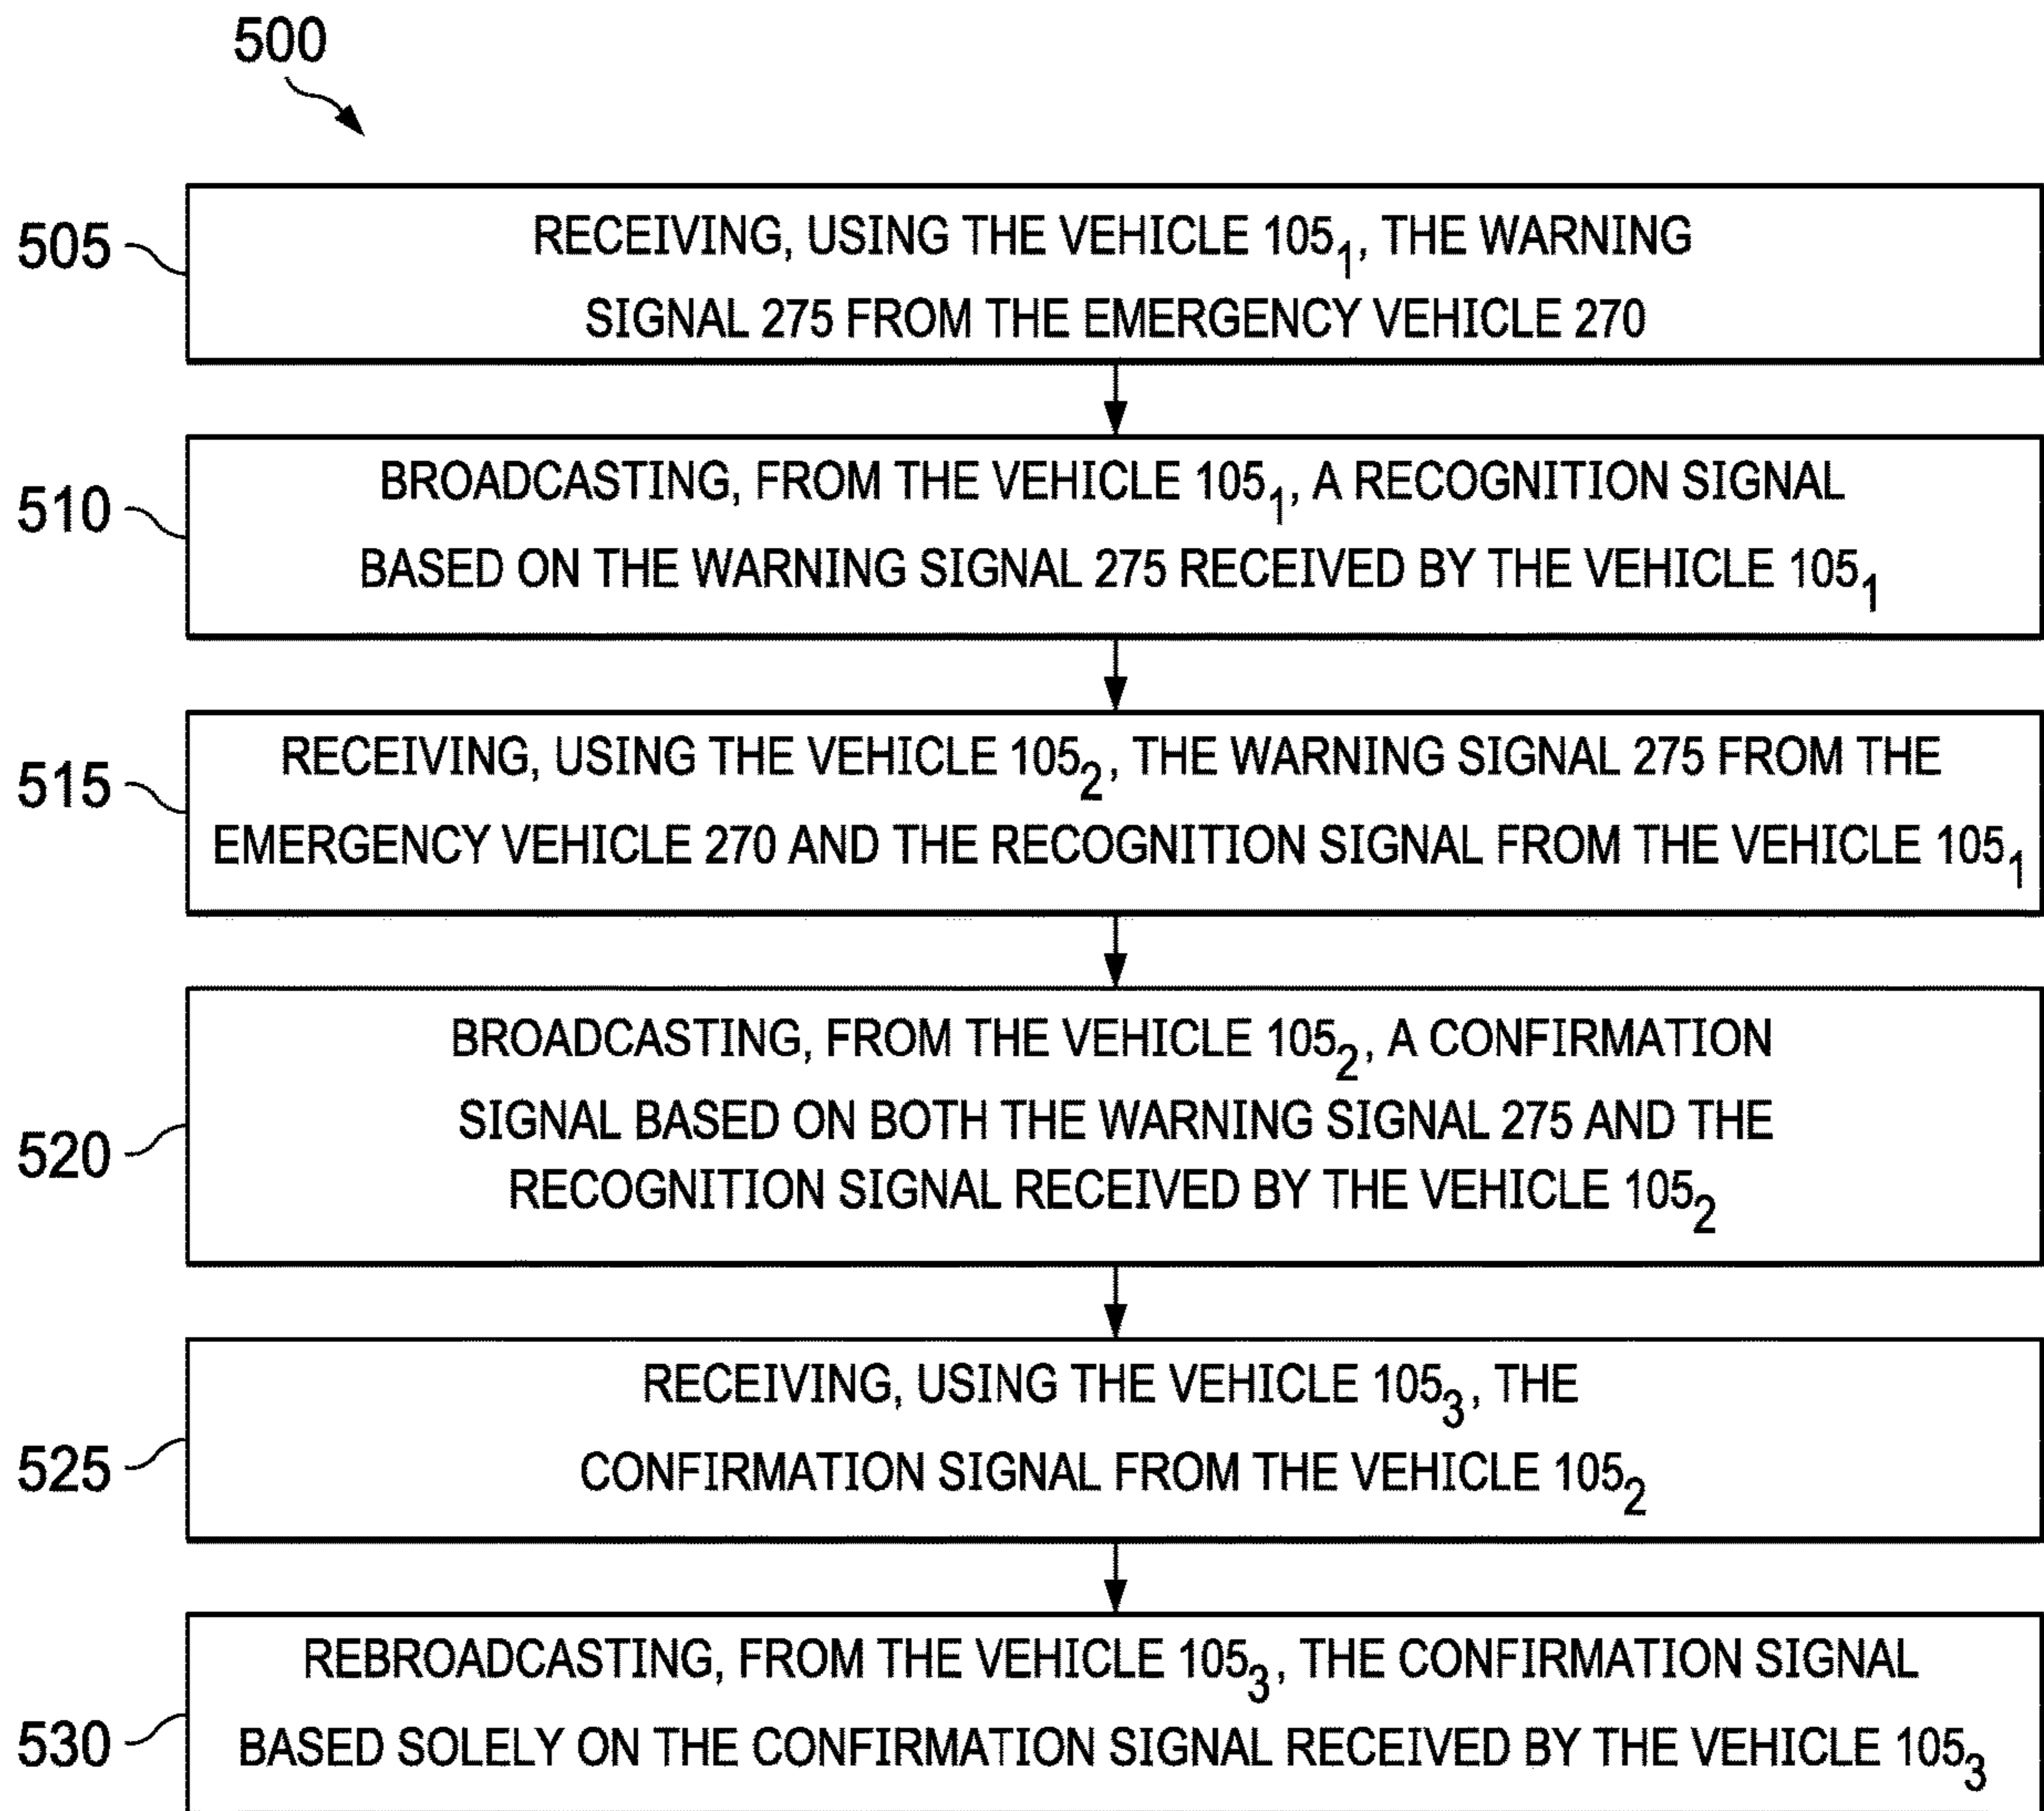 500
505
RECEIVING, USING THE VEHICLE 105₁, THE WARNING
SIGNAL 275 FROM THE EMERGENCY VEHICLE 270
510
BROADCASTING, FROM THE VEHICLE 105₁, A RECOGNITION SIGNAL
BASED ON THE WARNING SIGNAL 275 RECEIVED BY THE VEHICLE 105₁
515
RECEIVING, USING THE VEHICLE 105₂, THE WARNING SIGNAL 275 FROM THE
EMERGENCY VEHICLE 270 AND THE RECOGNITION SIGNAL FROM THE VEHICLE 105₁
520
BROADCASTING, FROM THE VEHICLE 105₂, A CONFIRMATION
SIGNAL BASED ON BOTH THE WARNING SIGNAL 275 AND THE
RECOGNITION SIGNAL RECEIVED BY THE VEHICLE 105₂
525
RECEIVING, USING THE VEHICLE 105₃, THE
CONFIRMATION SIGNAL FROM THE VEHICLE 105₂
530
REBROADCASTING, FROM THE VEHICLE 105₃, THE CONFIRMATION SIGNAL
BASED SOLELY ON THE CONFIRMATION SIGNAL RECEIVED BY THE VEHICLE 105₃